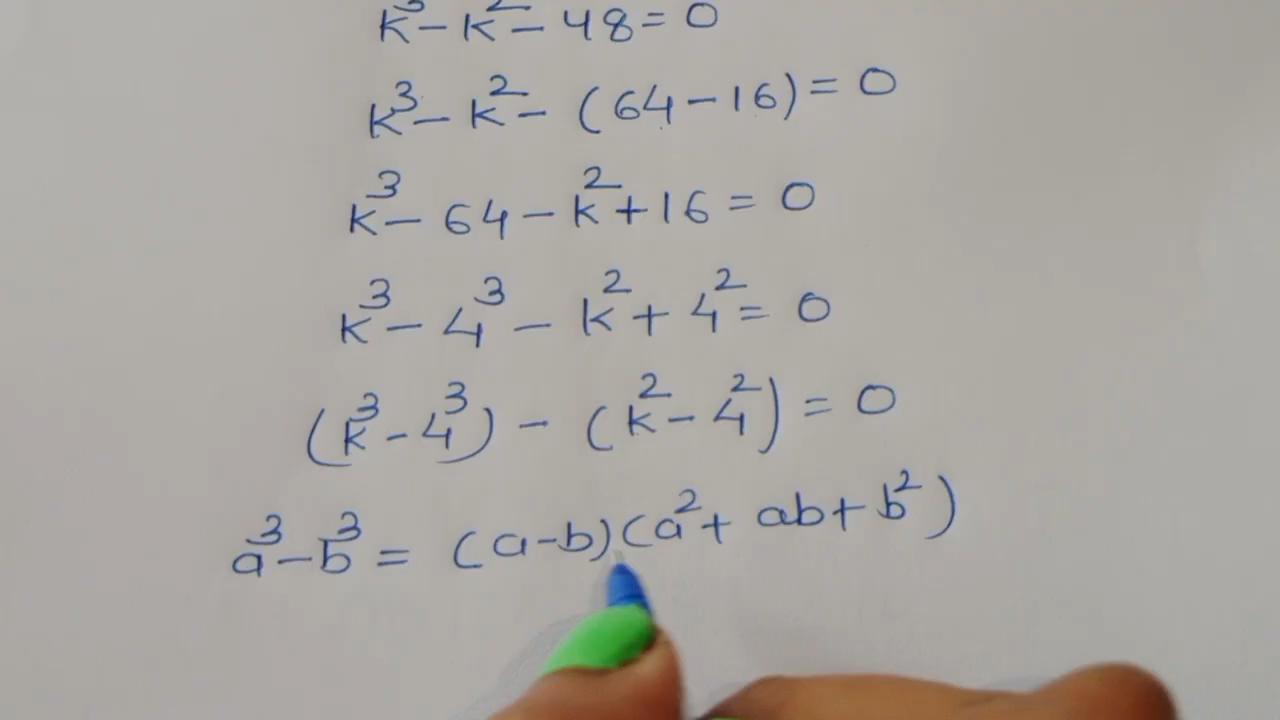 k³ - k² - 48 = 0
k³ - k² - (64 - 16) = 0
k³ - 64 - k² + 16 = 0
k³ - 4³ - k² + 4² = 0
(k³ - 4³) - (k² - 4²) = 0
a³ - b³ = (a - b)(a² + ab + b²)